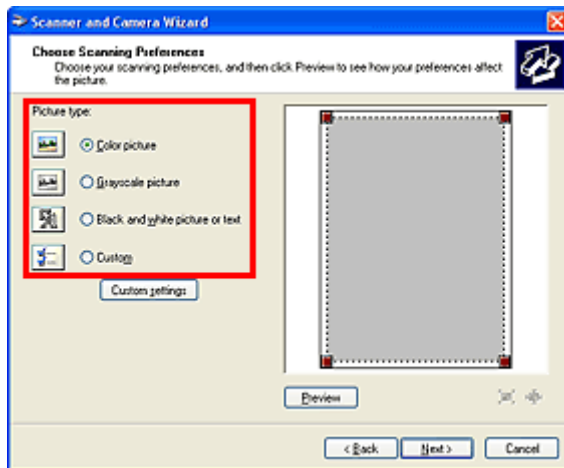 Scanner and Camera Wizard
Choose Scanning Preferences
Choose your scanning preferences, and then click Preview to see how your preferences affect
the picture.
Picture type:
Color picture
Grayscale picture
Black and white picture or text
Custom
Custom settings
Preview
< Back
Next >
Cancel